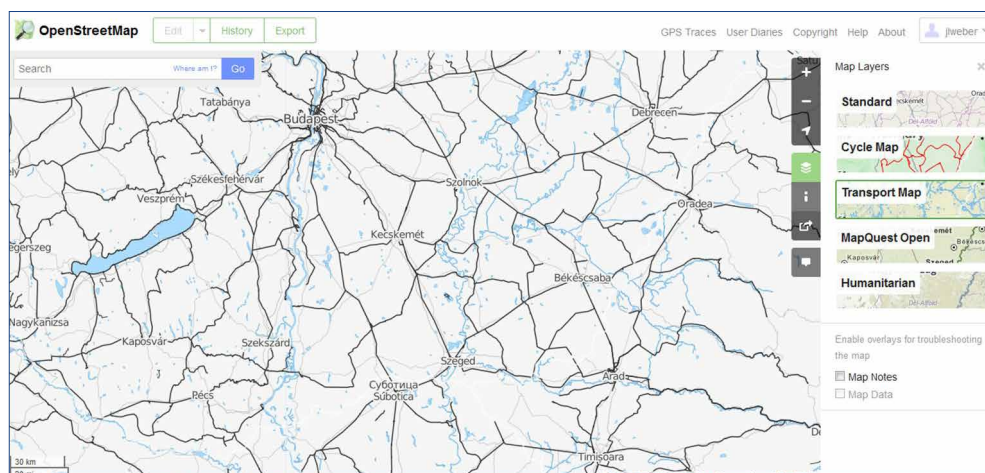 OpenStreetMap Edit History Export GPS Traces User Diaries Copyright Help About jlweber
Search Where am I? Go
Map Layers
Standard
Cycle Map
Transport Map
MapQuest Open
Humanitarian
Enable overlays for troubleshooting
the map
Map Notes
Map Data
Tatabánya
Budapest
Debrecen
Székesfehérvár
Veszprém
Szolnok
Oradea
Kecskemét
Békéscsaba
Nagykanizsa
Kaposvár
Szekszárd
Szeged
Arad
Pécs
Суботица
Subotica
Timișoara
30 km